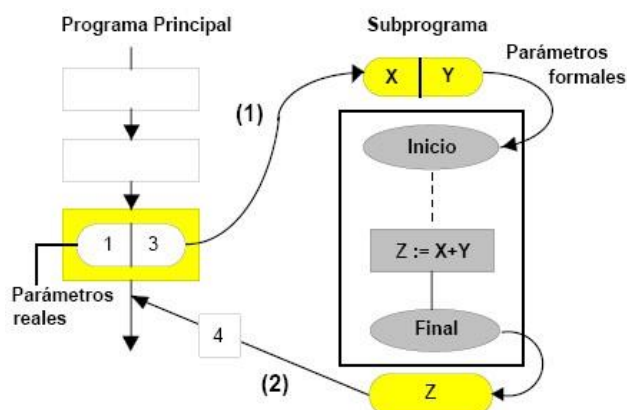 Programa Principal
Subprograma
Parámetros
formales
X Y
(1)
Inicio
1 3
Z := X+Y
Parámetros
reales
4
Final
(2)
Z